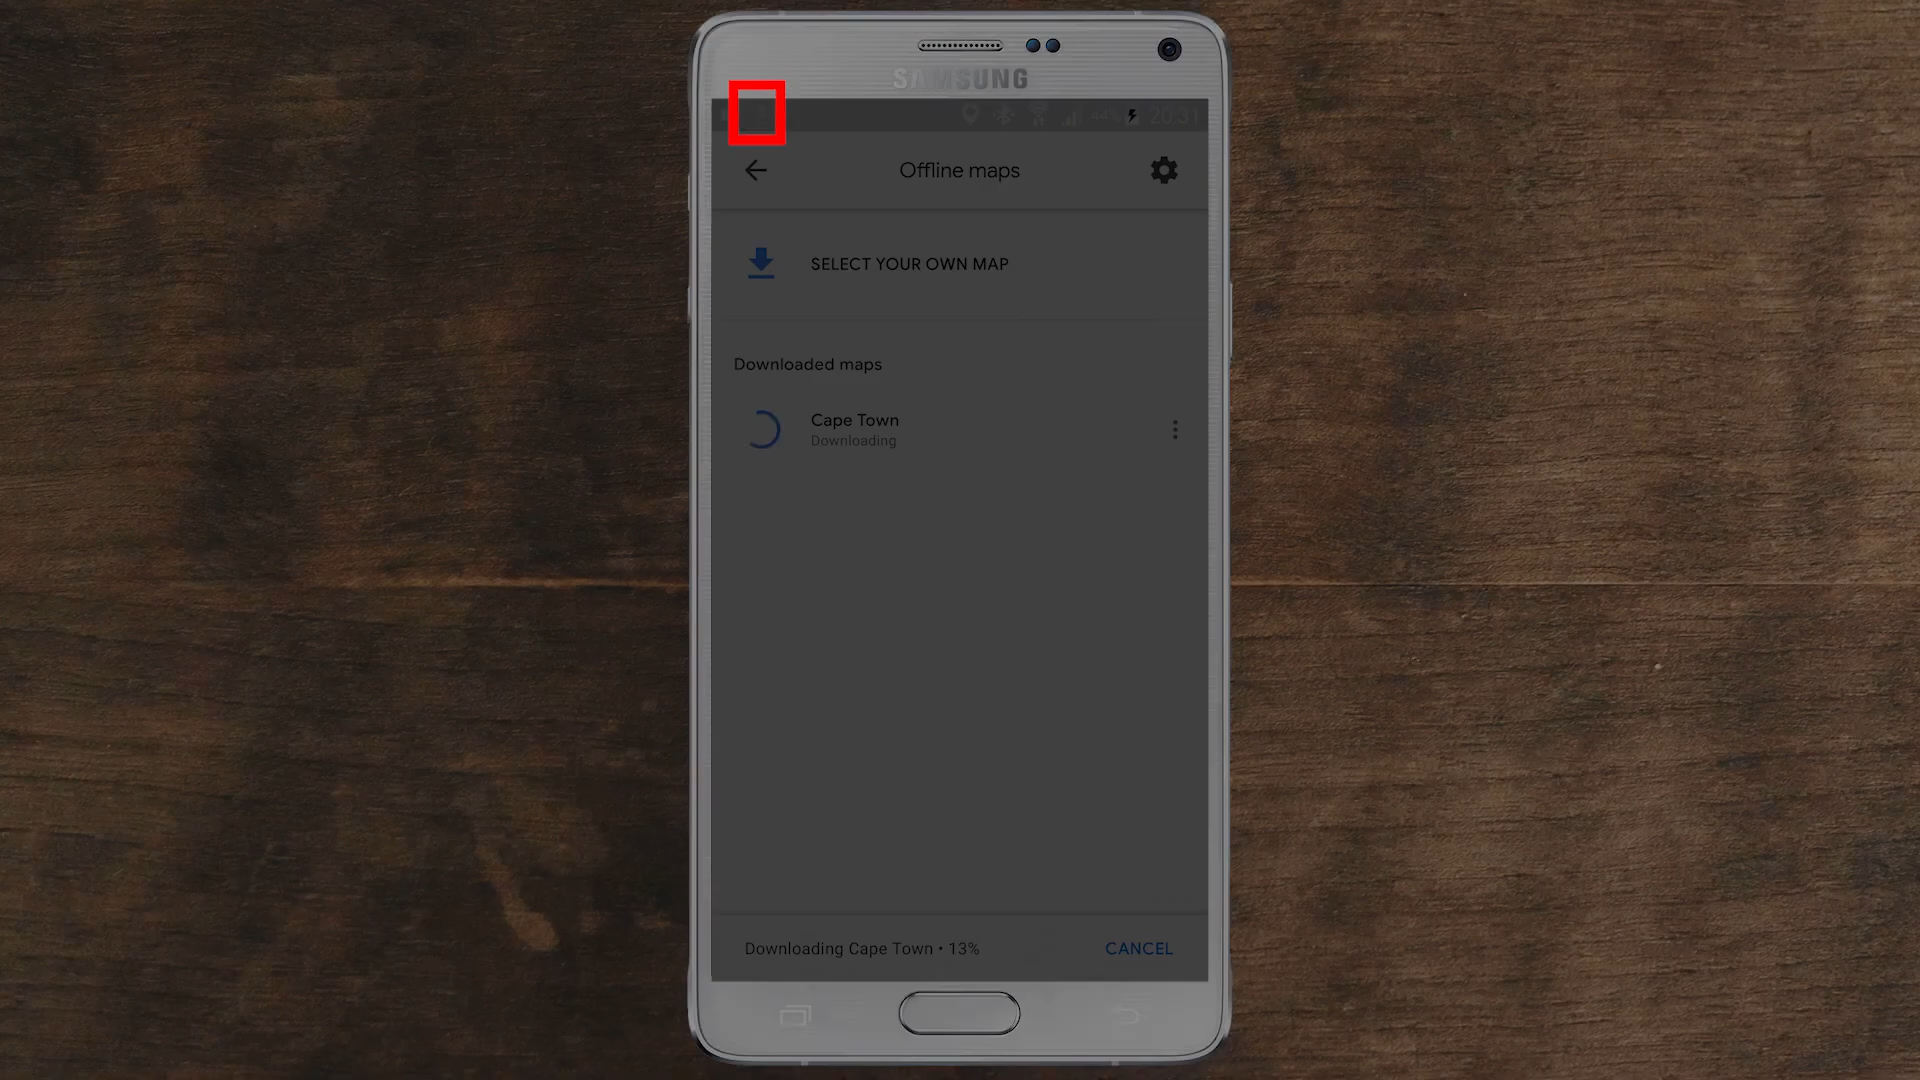 SAMSUNG
44% 20:31
Offline maps
SELECT YOUR OWN MAP
Downloaded maps
Cape Town
Downloading
Downloading Cape Town • 13%
CANCEL